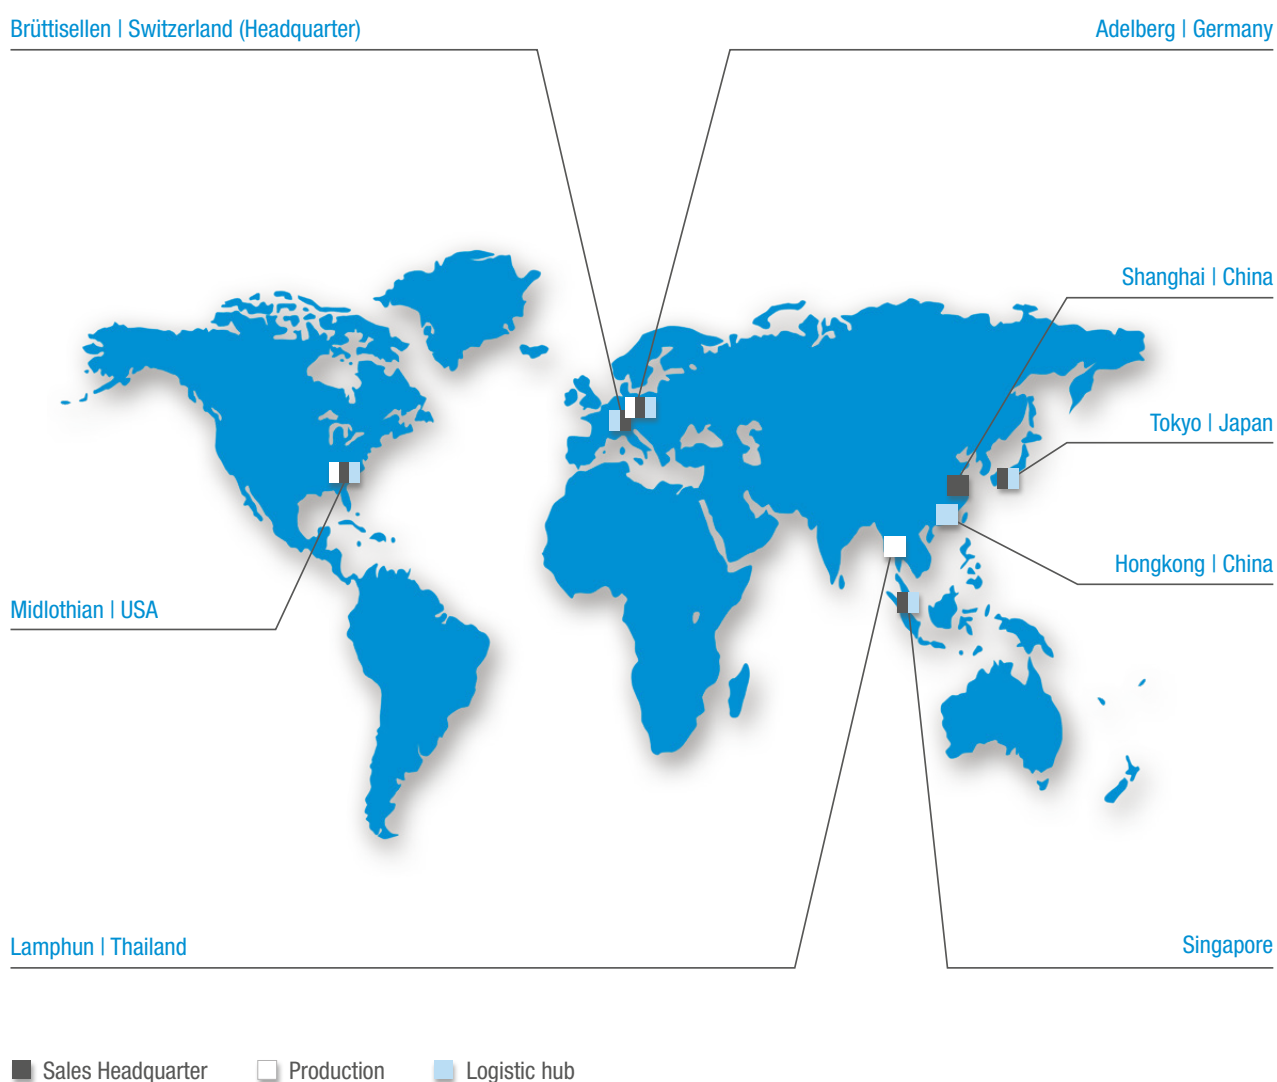 Brüttisellen | Switzerland (Headquarter)
Adelberg | Germany
Shanghai | China
Tokyo | Japan
Hongkong | China
Midlothian | USA
Lamphun | Thailand
Singapore
Sales Headquarter
Production
Logistic hub